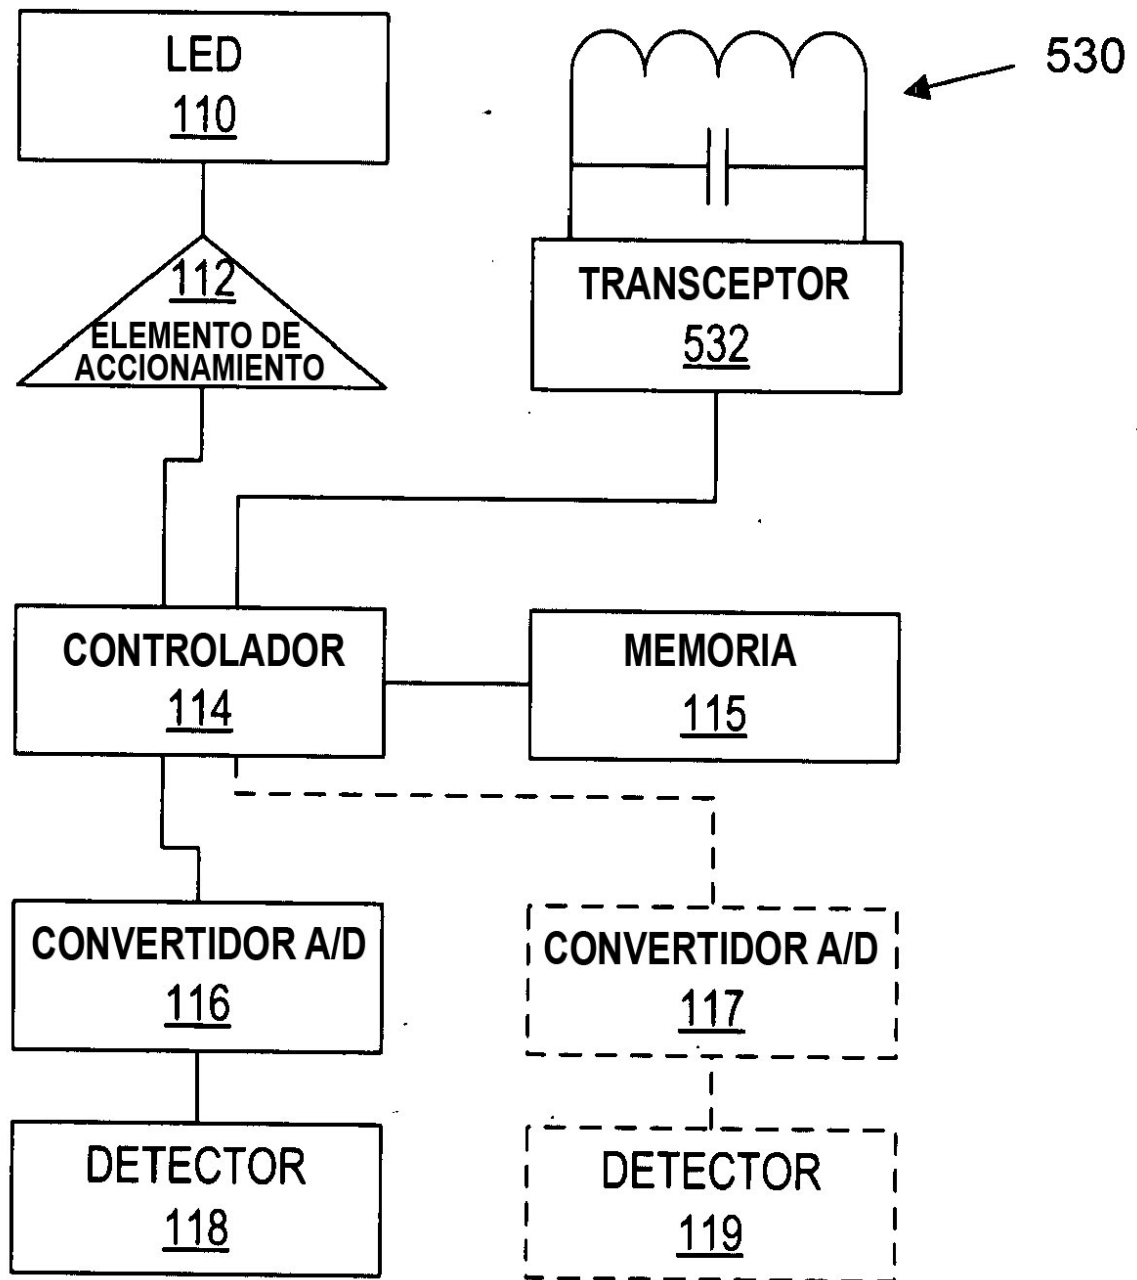 LED
110
530
112
ELEMENTO DE
ACCIONAMIENTO
TRANSCEPTOR
532
CONTROLADOR
114
MEMORIA
115
CONVERTIDOR A/D
116
CONVERTIDOR A/D
117
DETECTOR
118
DETECTOR
119